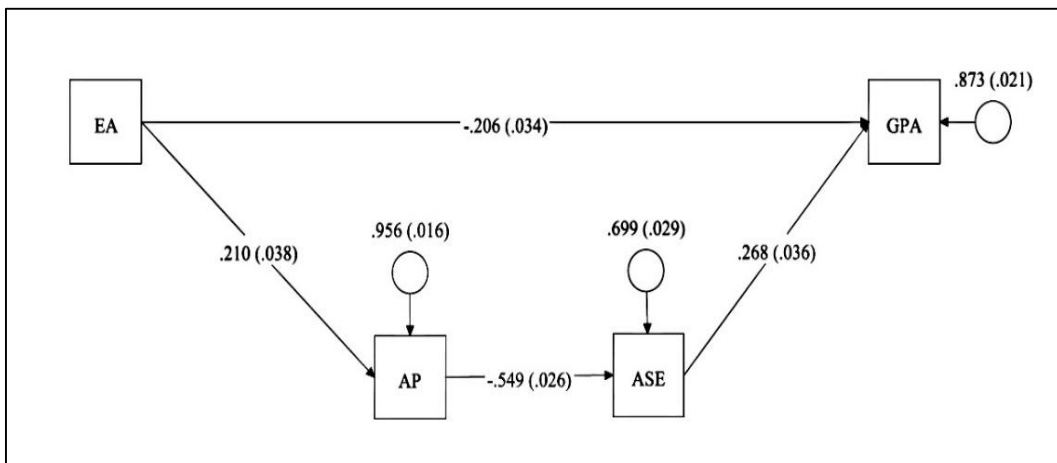 .873 (.021)
EA
-.206 (.034)
GPA
.956 (.016)
.699 (.029)
.210 (.038)
.268 (.036)
AP
-.549 (.026)
ASE